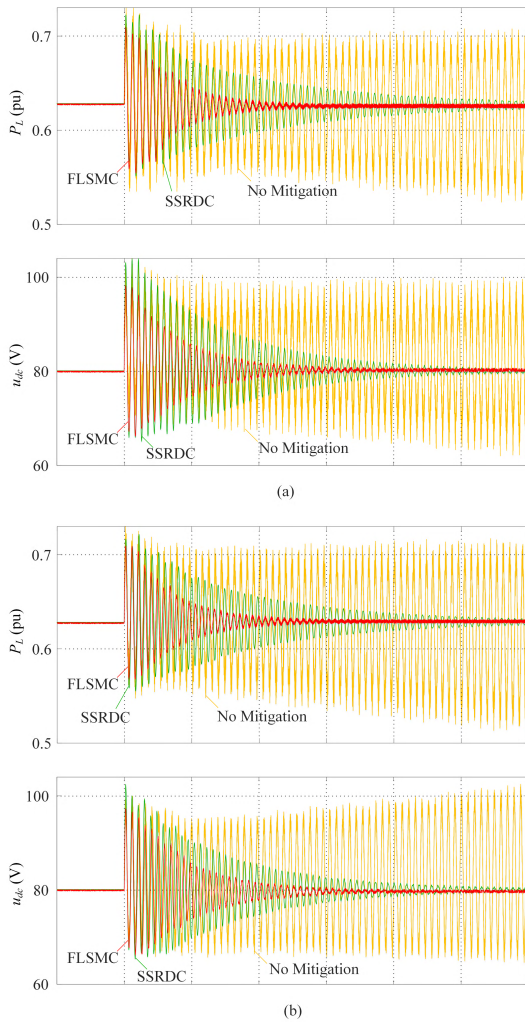 0.7
P_L (pu)
0.6
FLSMC
SSRDC
No Mitigation
0.5
100
u_dc (V)
80
FLSMC
SSRDC
No Mitigation
60
(a)
0.7
P_L (pu)
0.6
FLSMC
SSRDC
No Mitigation
0.5
100
u_dc (V)
80
FLSMC
SSRDC
No Mitigation
60
(b)